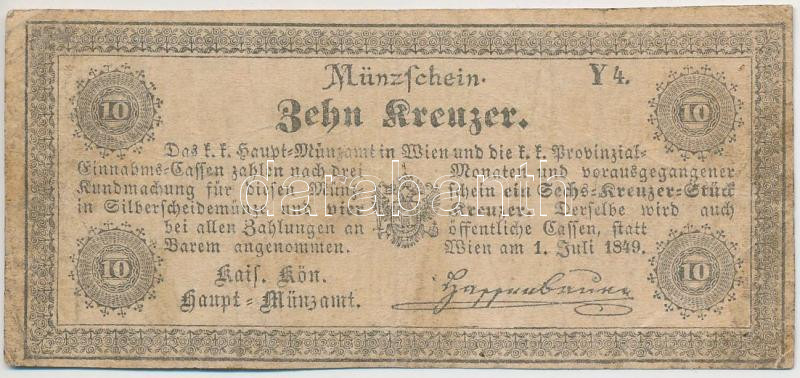 Münzschein. Y 4.
Zehn Kreuzer.
10 10
Das k. k. Haupt-Münzamt in Wien und die k. k. Provinzial-
Einnahms-Cassen zahlen nach drei Monaten und vorausgegangener
Kundmachung für diesen Münzschein ein Sechs-Kreuzer-Stück
in Silberscheidemünze, und vier Kreuzer. Derselbe wird auch
bei allen Zahlungen an öffentliche Cassen, statt
Barem angenommen. Wien am 1. Juli 1849.
10 10
Kais. Kön.
Haupt-Münzamt.
darabanth